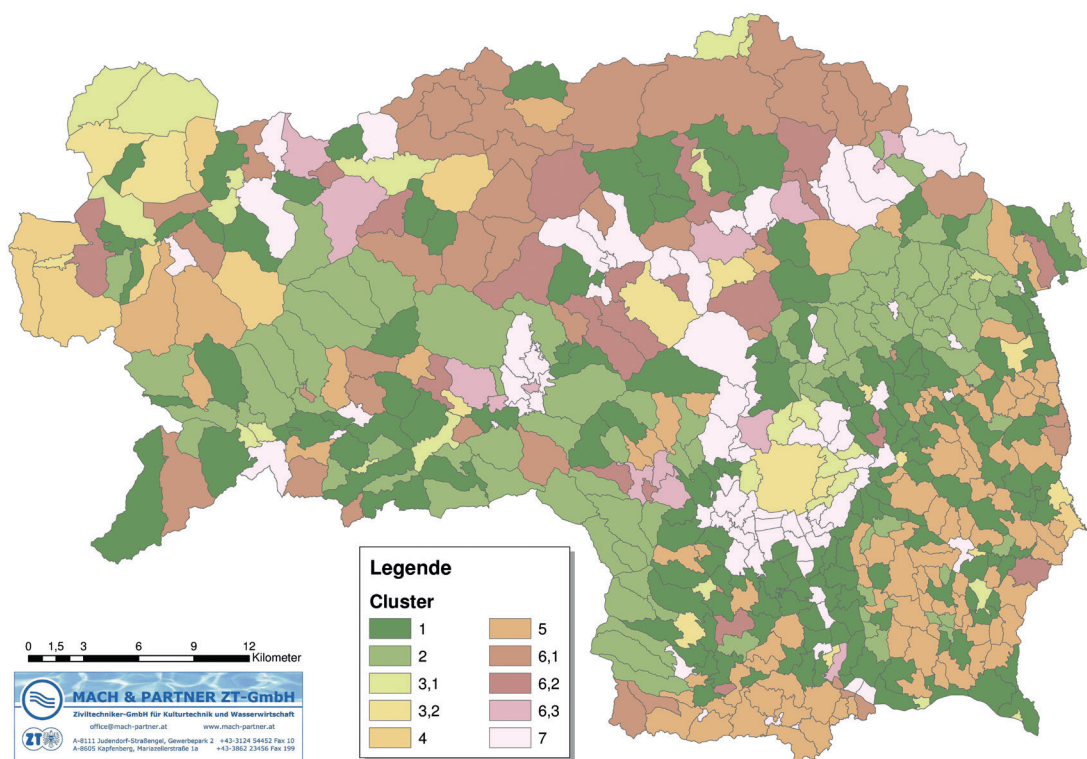 Legende
Cluster
1
2
3,1
3,2
4
5
6,1
6,2
6,3
7
0 1,5 3 6 9 12
Kilometer
MACH & PARTNER ZT-GmbH
Ziviltechniker-GmbH für Kulturtechnik und Wasserwirtschaft
office@mach-partner.at www.mach-partner.at
ZT
A-8111 Judendorf-Straßengel, Gewerbepark 2 +43-3124 54452 Fax 10
A-8605 Kapfenberg, Mariazellerstraße 1a +43-3862 23456 Fax 199